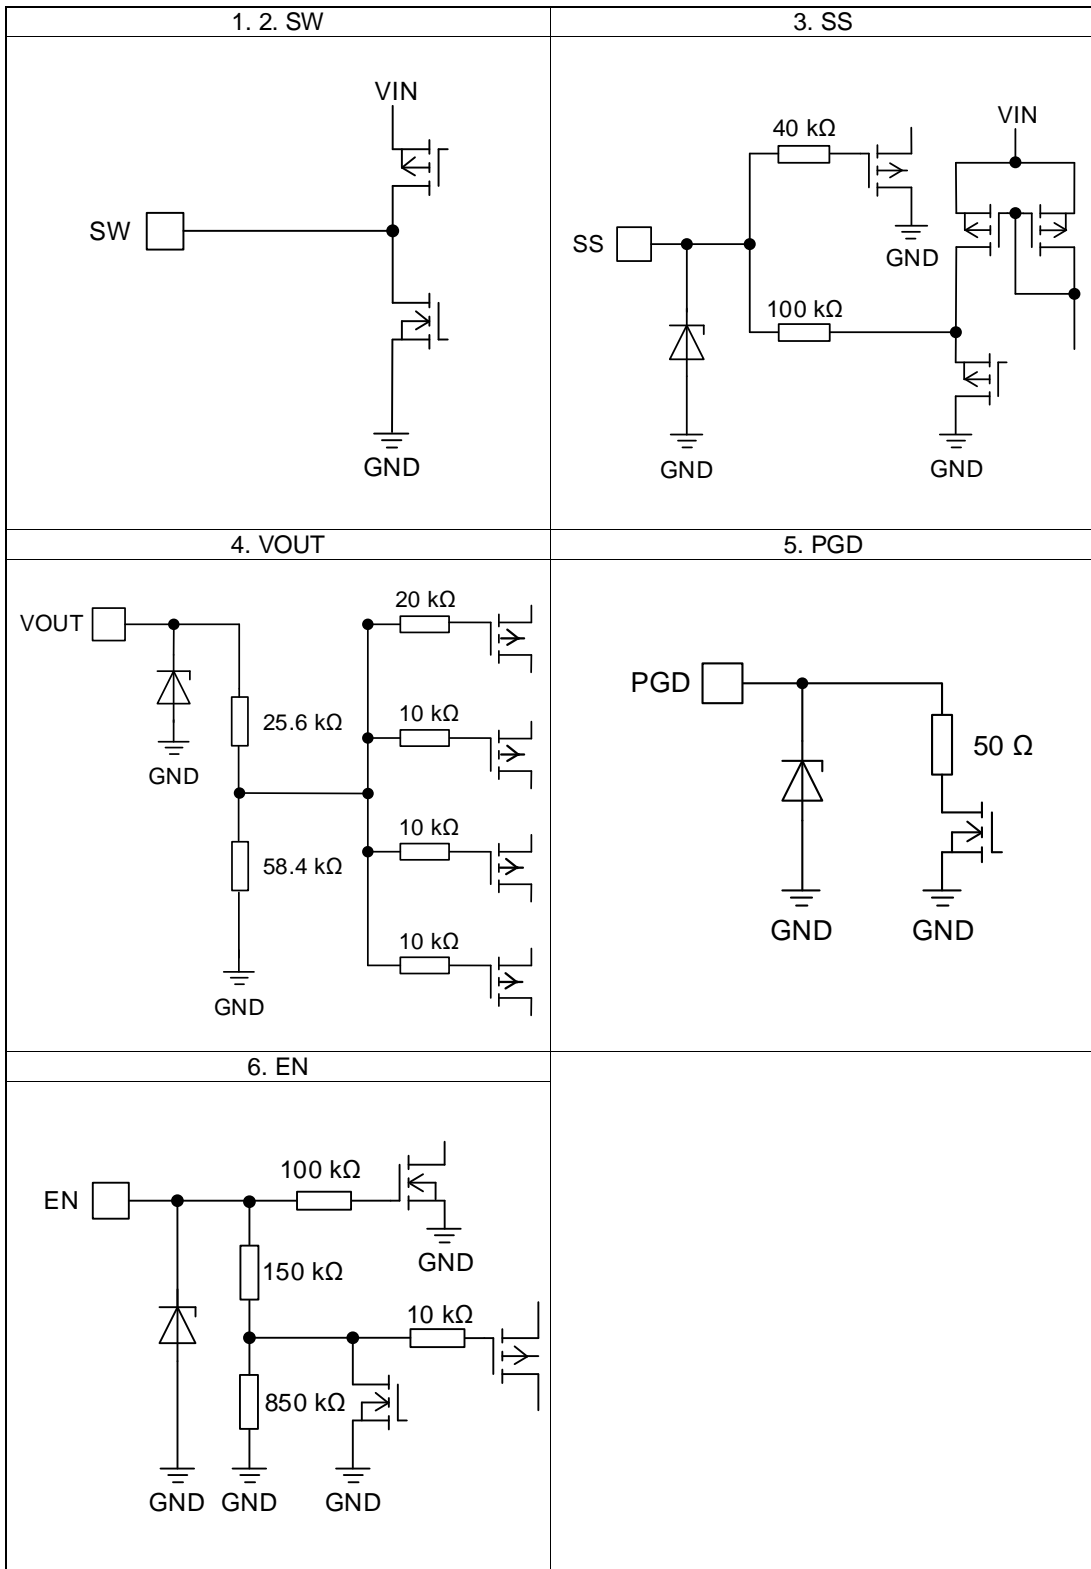 1. 2. SW
3. SS
VIN
SW
GND
VIN
40 kΩ
SS
GND
100 kΩ
GND
GND
4. VOUT
5. PGD
VOUT
20 kΩ
25.6 kΩ
10 kΩ
GND
10 kΩ
58.4 kΩ
10 kΩ
GND
PGD
50 Ω
GND
GND
6. EN
EN
100 kΩ
GND
150 kΩ
10 kΩ
850 kΩ
GND
GND
GND